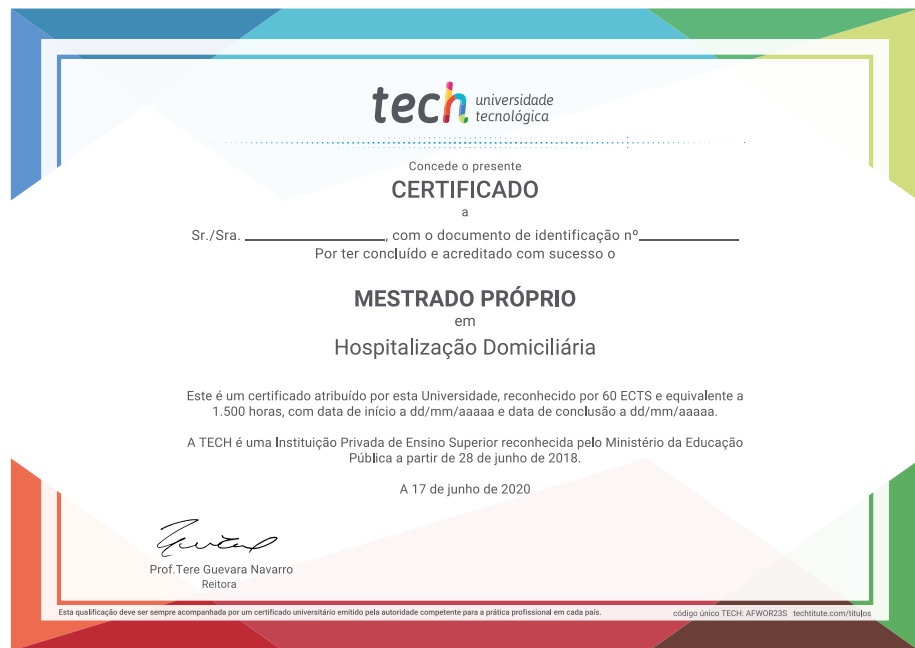 tech universidade
tecnológica
Concede o presente
CERTIFICADO
a
Sr./Sra. ________________, com o documento de identificação nº____________
Por ter concluído e acreditado com sucesso o
MESTRADO PRÓPRIO
em
Hospitalização Domiciliária
Este é um certificado atribuído por esta Universidade, reconhecido por 60 ECTS e equivalente a
1.500 horas, com data de início a dd/mm/aaaaa e data de conclusão a dd/mm/aaaaa.
A TECH é uma Instituição Privada de Ensino Superior reconhecida pelo Ministério da Educação
Pública a partir de 28 de junho de 2018.
A 17 de junho de 2020
Prof.Tere Guevara Navarro
Reitora
Esta qualificação deve ser sempre acompanhada por um certificado universitário emitido pela autoridade competente para a prática profissional em cada país. código único TECH: AFWOR23S techtitute.com/titulos